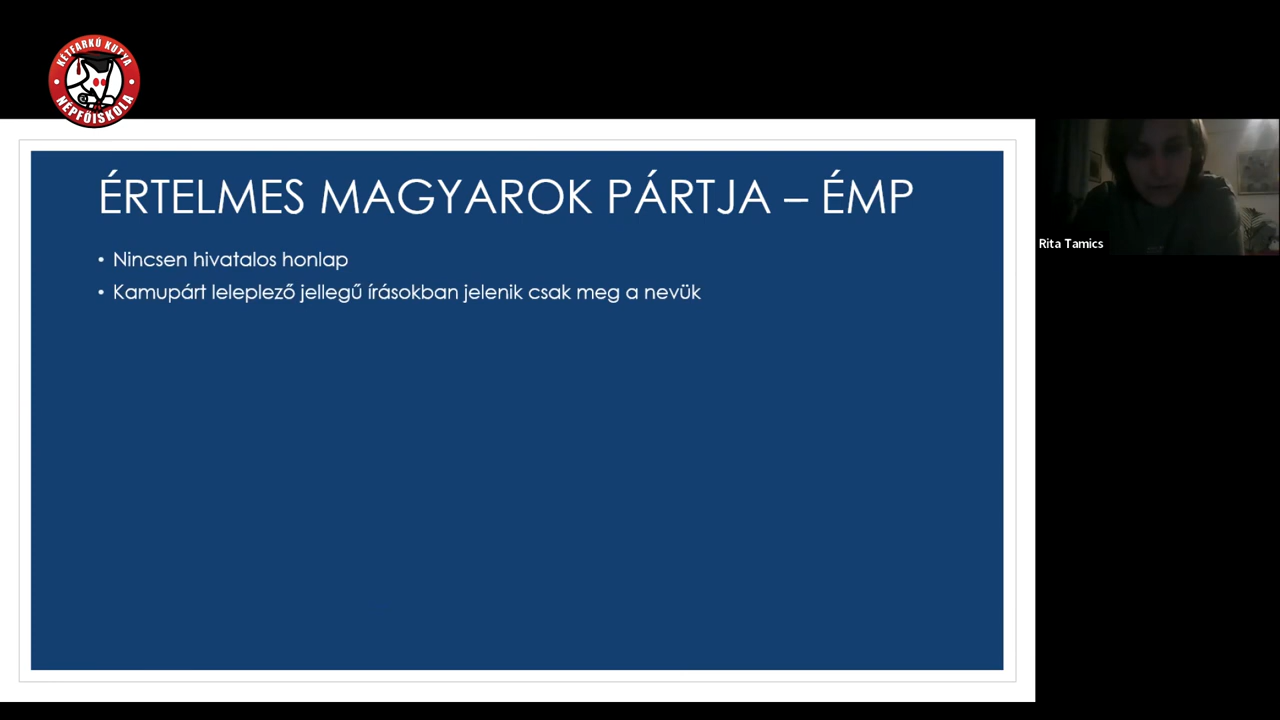 KÉTFARKÚ KUTYA
NÉPFŐISKOLA
ÉRTELMES MAGYAROK PÁRTJA – ÉMP
• Nincsen hivatalos honlap
• Kamupárt leleplező jellegű írásokban jelenik csak meg a nevük
Rita Tamics